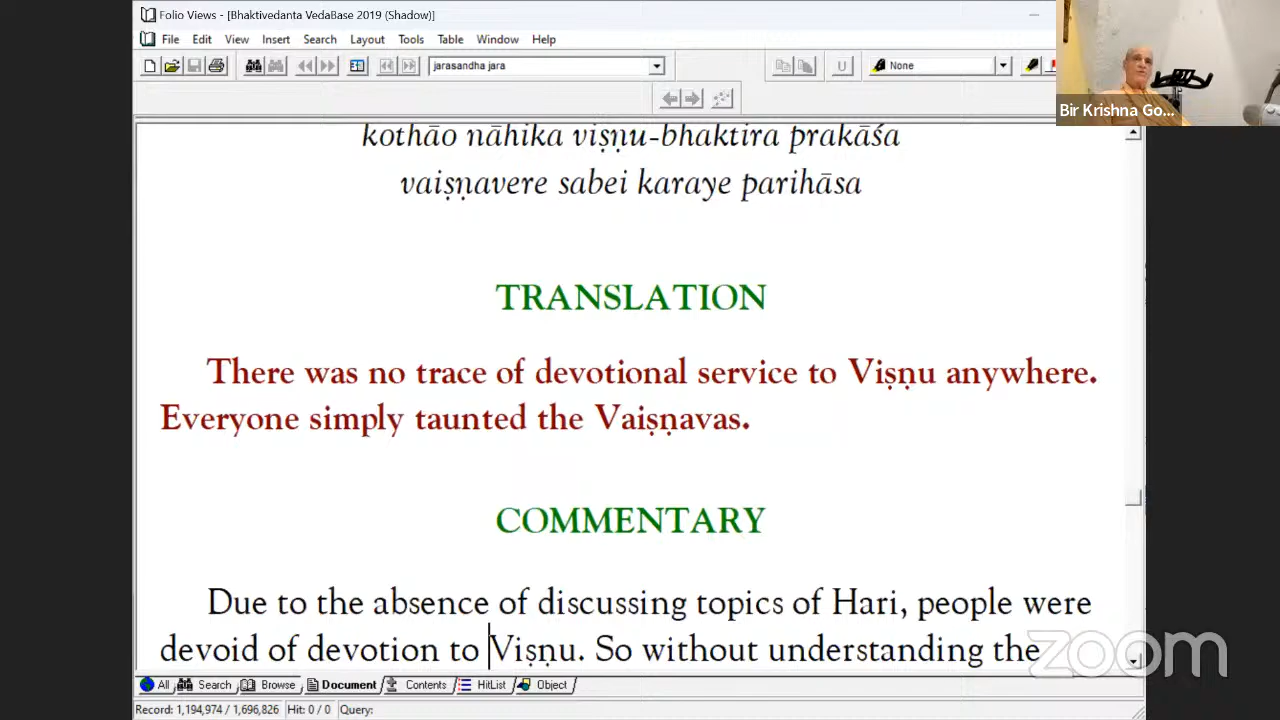 Folio Views - [Bhaktivedanta VedaBase 2019 (Shadow)]
File Edit View Insert Search Layout Tools Table Window Help
jarasandha jara
U
None
Bir Krishna Go...
kothāo nāhika viṣṇu-bhaktira prakāśa
vaiṣṇavere sabei karaye parihāsa
TRANSLATION
There was no trace of devotional service to Viṣṇu anywhere.
Everyone simply taunted the Vaiṣṇavas.
COMMENTARY
Due to the absence of discussing topics of Hari, people were
devoid of devotion to Viṣṇu. So without understanding the
zoom
All Search Browse Document Contents HitList Object
Record: 1,194,974 / 1,696,826 Hit: 0 / 0 Query: